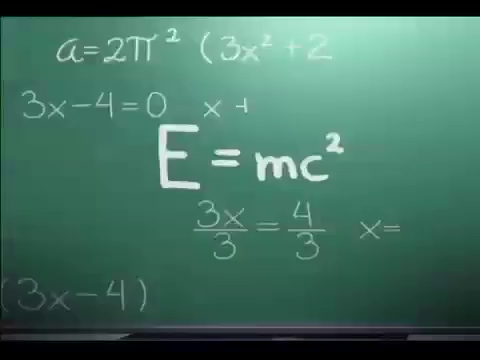 a=2π² (3x²+2
3x-4=0 x+
E=mc²
3x/3=4/3 x=
(3x-4)